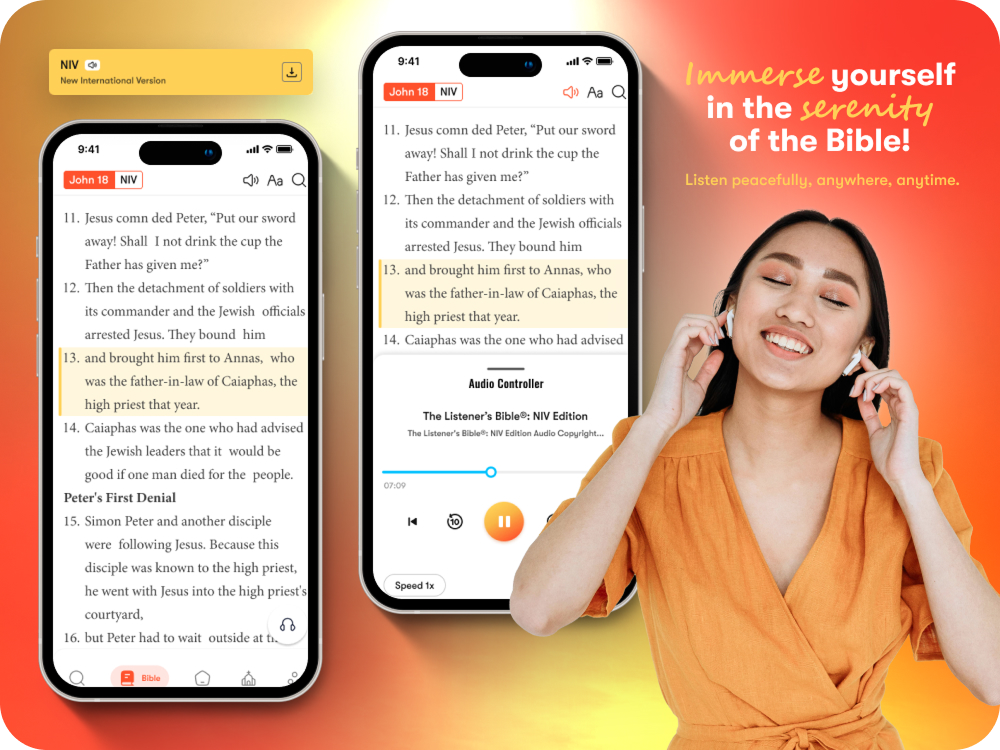 NIV
New International Version
9:41
John 18 NIV
Aa
11. Jesus comn ded Peter, “Put our sword
away! Shall I not drink the cup the
Father has given me?”
12. Then the detachment of soldiers with
its commander and the Jewish officials
arrested Jesus. They bound him
13. and brought him first to Annas, who
was the father-in-law of Caiaphas, the
high priest that year.
14. Caiaphas was the one who had advised
the Jewish leaders that it would be
good if one man died for the people.
Peter's First Denial
15. Simon Peter and another disciple
were following Jesus. Because this
disciple was known to the high priest,
he went with Jesus into the high priest's
courtyard,
16. but Peter had to wait outside at
Bible
9:41
John 18 NIV
Aa
11. Jesus comn ded Peter, “Put our sword
away! Shall I not drink the cup the
Father has given me?”
12. Then the detachment of soldiers with
its commander and the Jewish officials
arrested Jesus. They bound him
13. and brought him first to Annas, who
was the father-in-law of Caiaphas, the
high priest that year.
14. Caiaphas was the one who had advised
Audio Controller
The Listener’s Bible®: NIV Edition
The Listener’s Bible®: NIV Edition Audio Copyright...
07:09
10
Speed 1x
Immerse yourself
in the serenity
of the Bible!
Listen peacefully, anywhere, anytime.